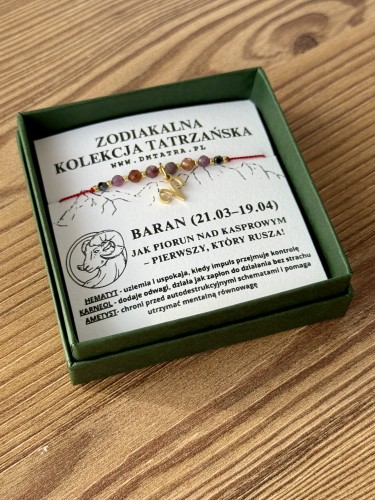 ZODIAKALNA
KOLEKCJA TATRZAŃSKA
WWW.DMTATRA.PL
BARAN (21.03–19.04)
JAK PIORUN NAD KASPROWYM
– PIERWSZY, KTÓRY RUSZA!
HEMATYT - uziemia i uspokaja, kiedy impuls przejmuje kontrolę
KARNEOL - dodaje odwagi, działa jak zapłon do działania bez strachu
AMETYST- chroni przed autodestrukcyjnymi schematami i pomaga
utrzymać mentalną równowagę